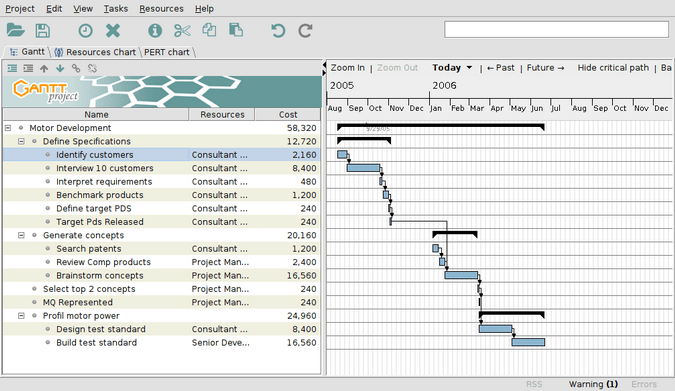 Project Edit View Tasks Resources Help
Gantt Resources Chart PERT chart
Zoom In | Zoom Out Today | ← Past Future → Hide critical path Ba
GANTT project
2005 2006
Name Resources Cost
Aug Sep Oct Nov Dec Jan Feb Mar Apr May Jun Jul Aug Sep Oct Nov Dec
Motor Development 58,320
9/29/05
Define Specifications 12,720
Identify customers Consultant ... 2,160
Interview 10 customers Consultant ... 8,400
Interpret requirements Consultant ... 480
Benchmark products Consultant ... 1,200
Define target PDS Consultant ... 240
Target Pds Released Consultant ... 240
Generate concepts 20,160
Search patents Consultant ... 1,200
Review Comp products Project Man... 2,400
Brainstorm concepts Project Man... 16,560
Select top 2 concepts Project Man... 240
MQ Represented Project Man... 240
Profil motor power 24,960
Design test standard Consultant ... 8,400
Build test standard Senior Deve... 16,560
RSS Warning (1) Errors